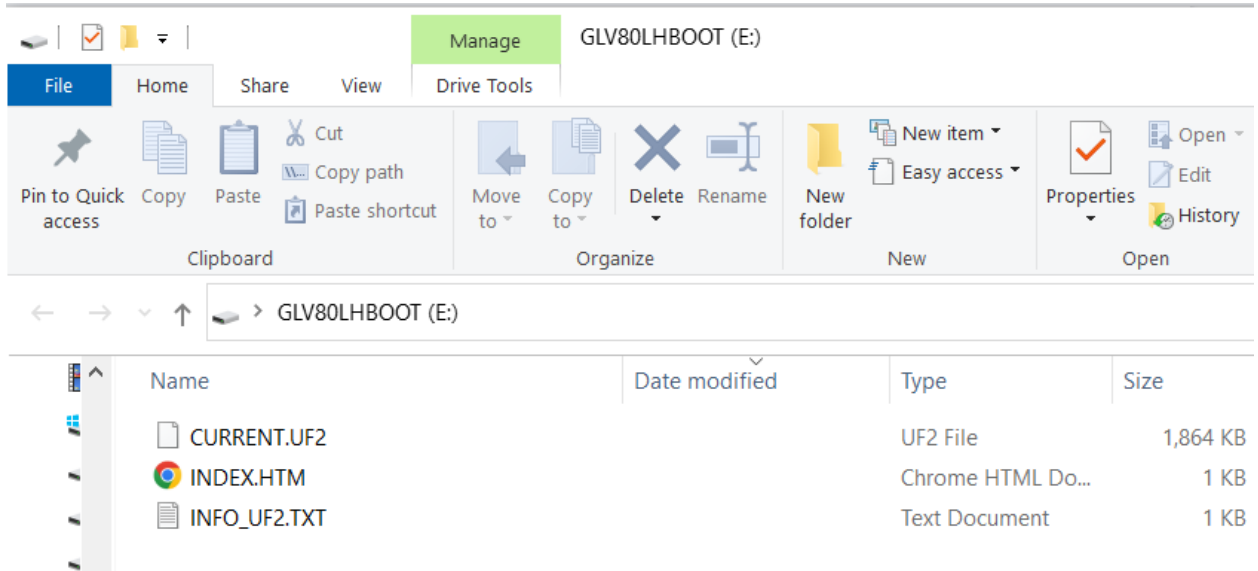 Manage
GLV80LHBOOT (E:)
File
Home
Share
View
Drive Tools
Pin to Quick access
Copy
Paste
Cut
Copy path
Paste shortcut
Clipboard
Move to
Copy to
Delete
Rename
Organize
New folder
New item
Easy access
New
Properties
Open
Edit
History
Open
GLV80LHBOOT (E:)
Name Date modified Type Size
CURRENT.UF2 UF2 File 1,864 KB
INDEX.HTM Chrome HTML Do... 1 KB
INFO_UF2.TXT Text Document 1 KB